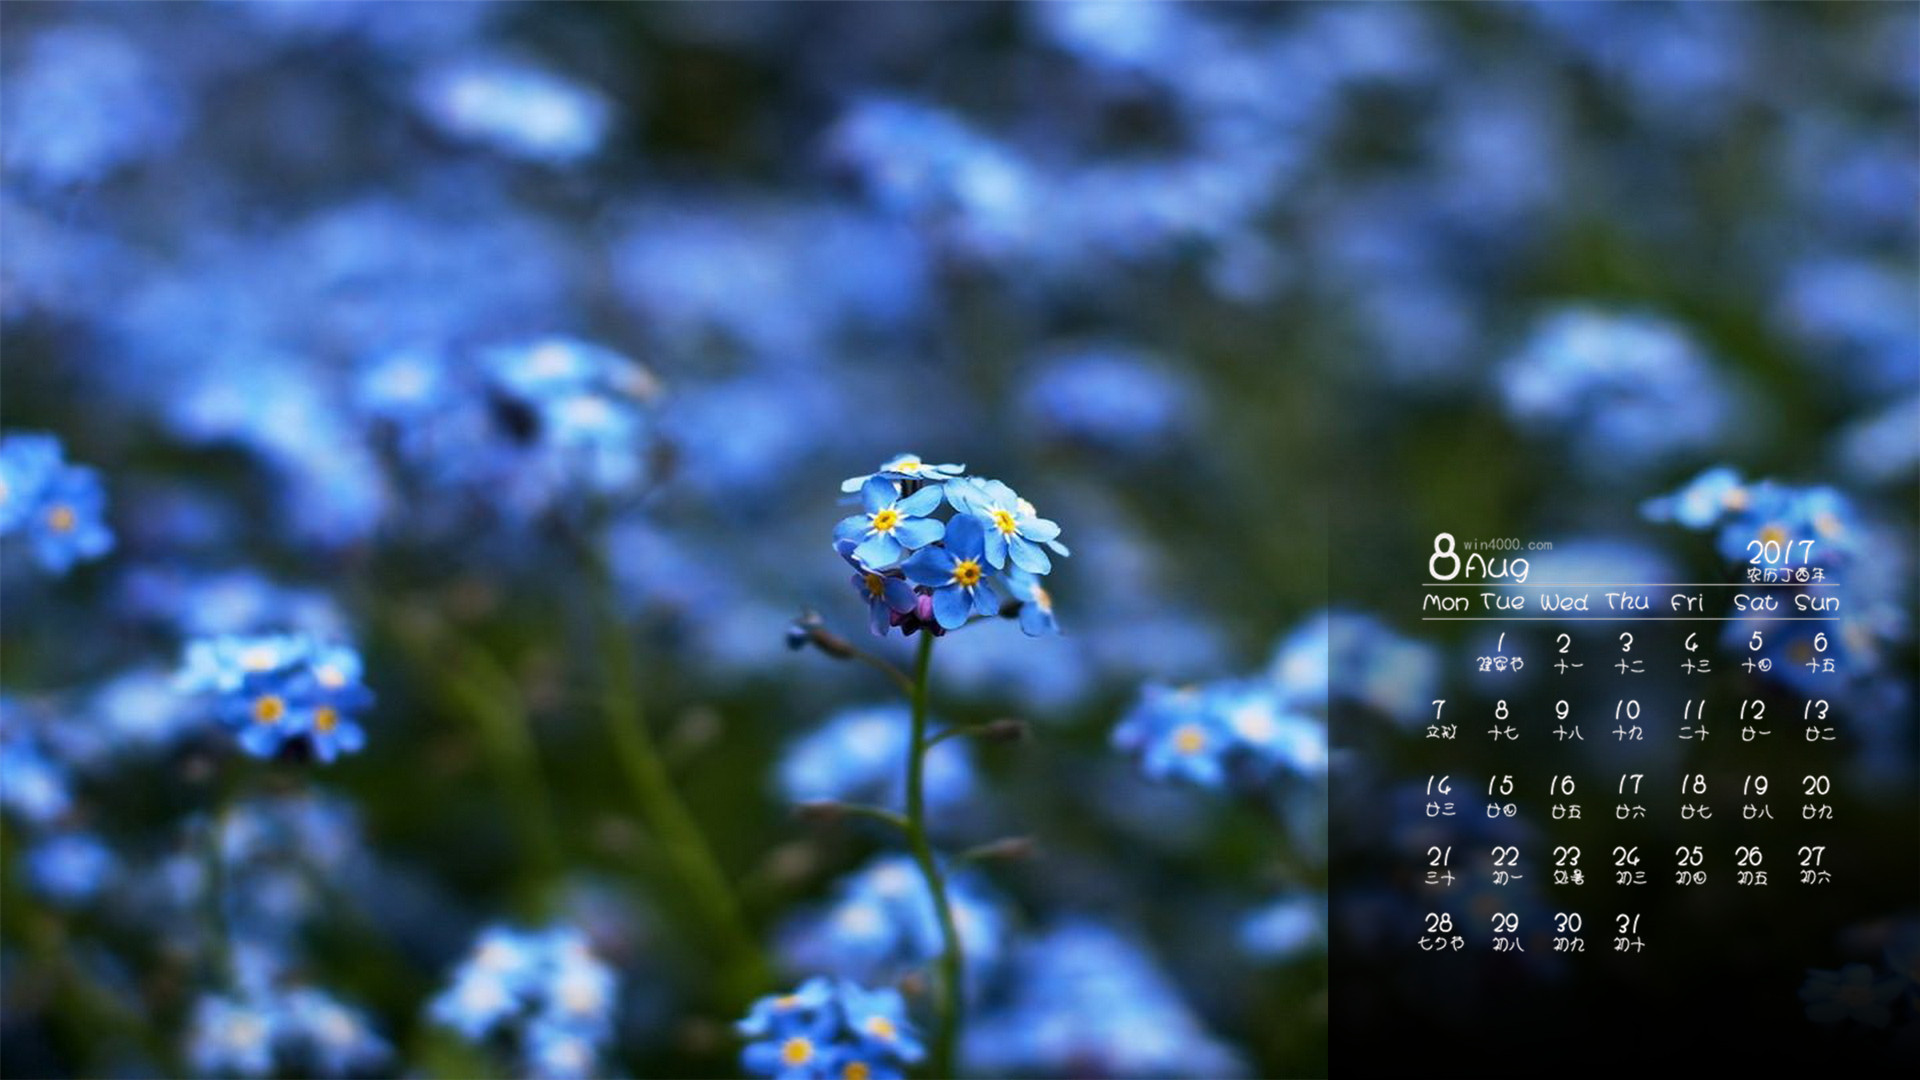 8 win4000.com
Aug 2017
农历丁酉年
Mon Tue Wed Thu Fri Sat Sun
1 2 3 4 5 6
建军节 十一 十二 十三 十四 十五
7 8 9 10 11 12 13
立秋 十七 十八 十九 二十 廿一 廿二
14 15 16 17 18 19 20
廿三 廿四 廿五 廿六 廿七 廿八 廿九
21 22 23 24 25 26 27
三十 初一 处暑 初三 初四 初五 初六
28 29 30 31
七夕节 初八 初九 初十